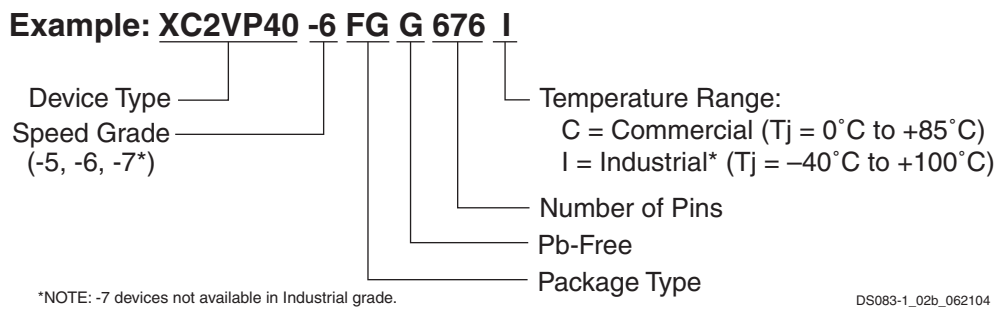 Example: XC2VP40 -6 FG G 676 I
Device Type
Speed Grade
(-5, -6, -7*)
Temperature Range:
C = Commercial (Tj = 0˚C to +85˚C)
I = Industrial* (Tj = –40˚C to +100˚C)
Number of Pins
Pb-Free
Package Type
*NOTE: -7 devices not available in Industrial grade.
DS083-1_02b_062104